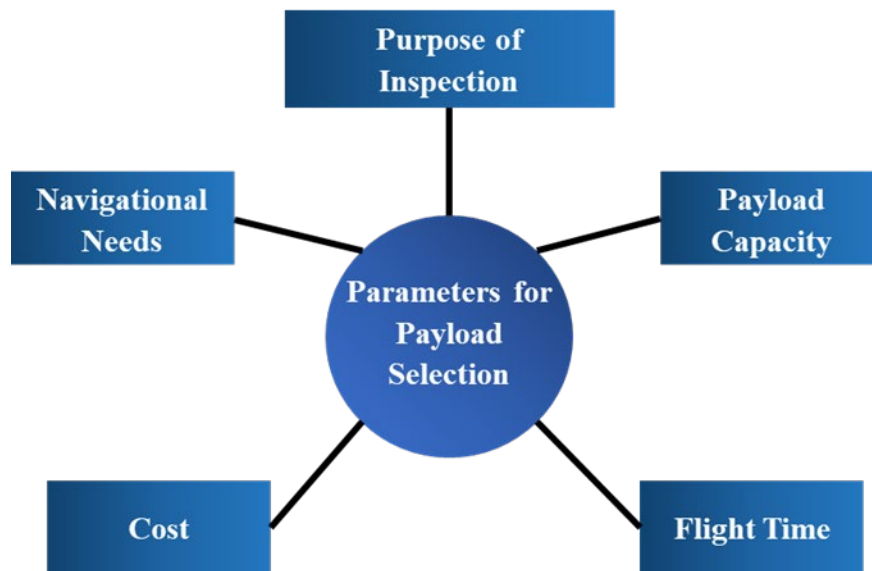 Purpose of
Inspection
Navigational
Needs
Payload
Capacity
Parameters for
Payload
Selection
Cost
Flight Time